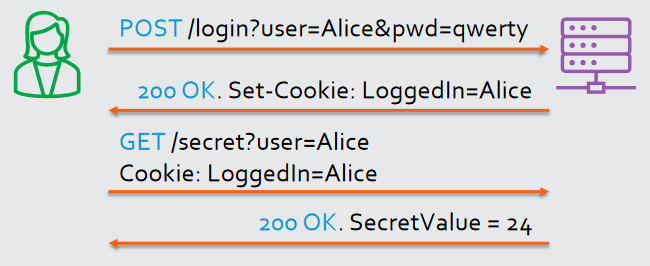 POST /login?user=Alice&pwd=qwerty
200 OK. Set-Cookie: LoggedIn=Alice
GET /secret?user=Alice
Cookie: LoggedIn=Alice
200 OK. SecretValue = 24